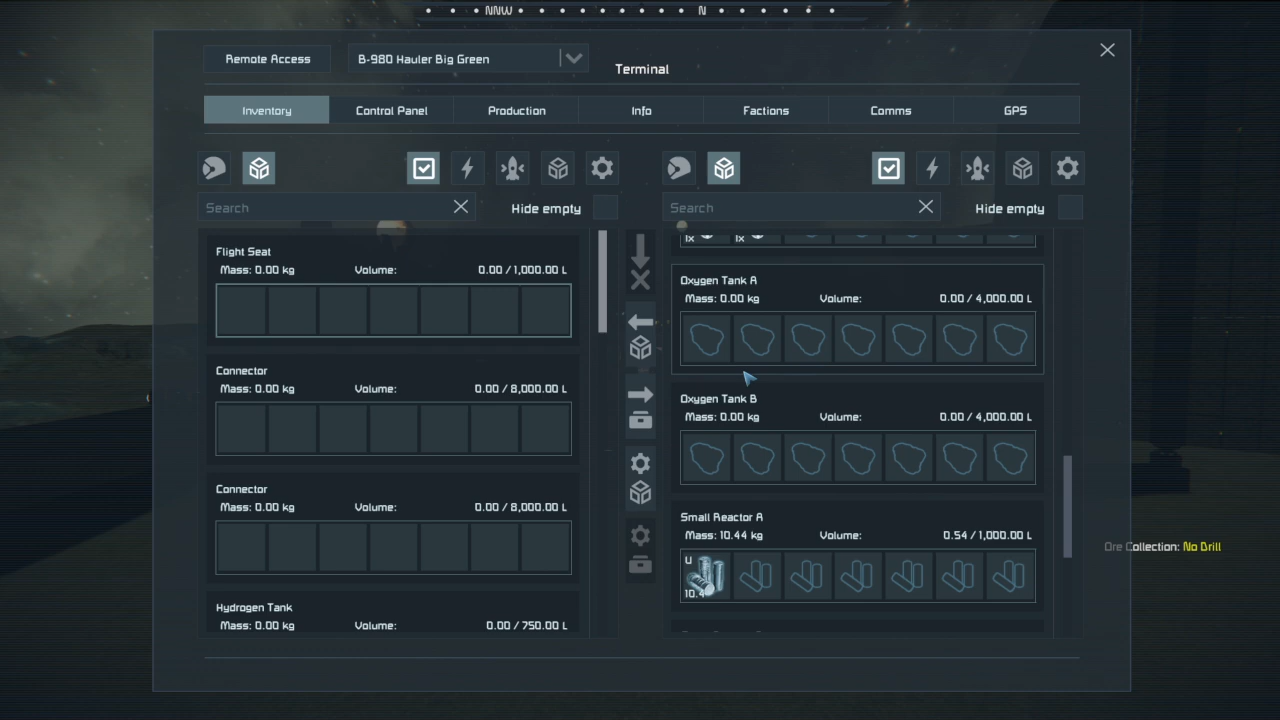 NNW N
Remote Access B-980 Hauler Big Green
Terminal
Inventory Control Panel Production Info Factions Comms GPS
Search Hide empty
Search Hide empty
Flight Seat
Mass: 0.00 kg Volume: 0.00 / 1,000.00 L
Connector
Mass: 0.00 kg Volume: 0.00 / 8,000.00 L
Connector
Mass: 0.00 kg Volume: 0.00 / 8,000.00 L
Hydrogen Tank
Mass: 0.00 kg Volume: 0.00 / 750.00 L
1x 1x
Oxygen Tank A
Mass: 0.00 kg Volume: 0.00 / 4,000.00 L
Oxygen Tank B
Mass: 0.00 kg Volume: 0.00 / 4,000.00 L
Small Reactor A
Mass: 10.44 kg Volume: 0.54 / 1,000.00 L
U
10.4
Ore Collection: No Drill